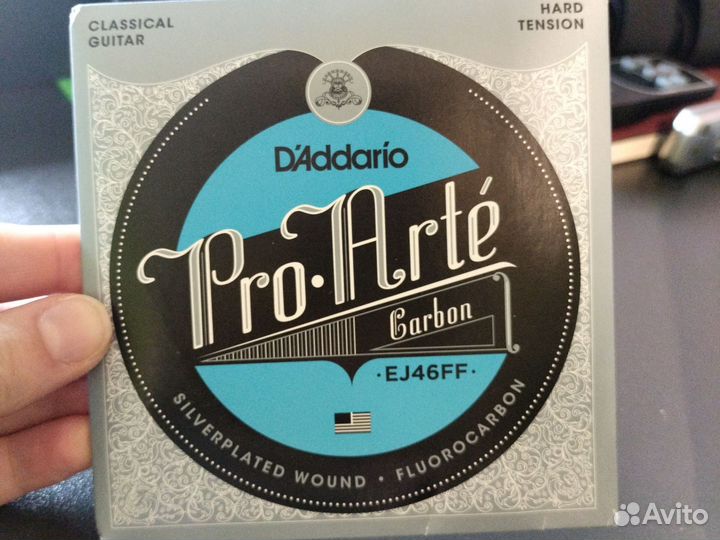 CLASSICAL
GUITAR
HARD
TENSION
D'Addario
Pro·Arté
Carbon
·EJ46FF·
SILVERPLATED WOUND · FLUOROCARBON
Avito